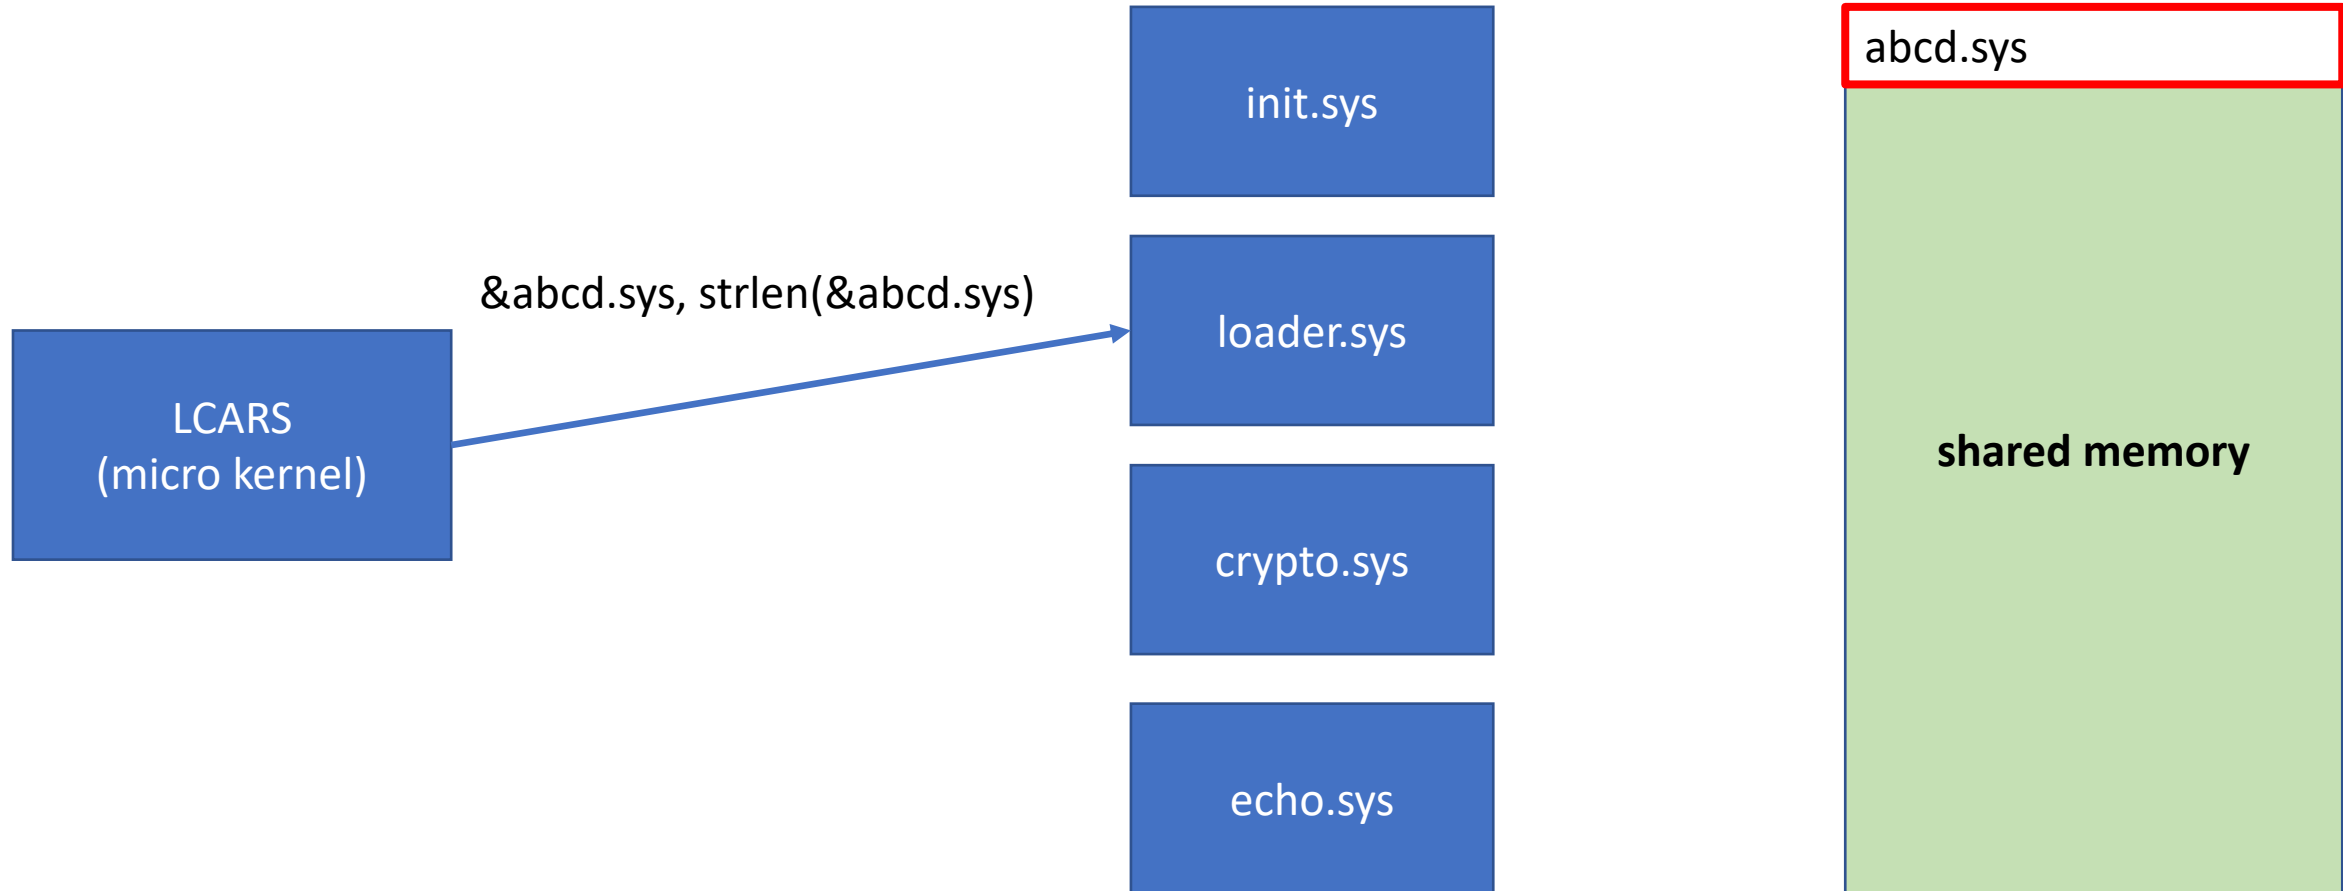 init.sys
abcd.sys
&abcd.sys, strlen(&abcd.sys)
loader.sys
LCARS
(micro kernel)
shared memory
crypto.sys
echo.sys